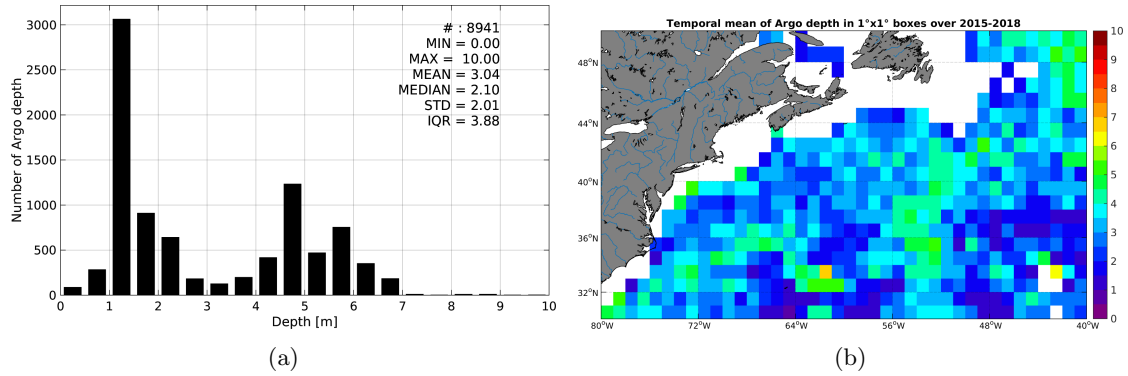 # : 8941
MIN = 0.00
MAX = 10.00
MEAN = 3.04
MEDIAN = 2.10
STD = 2.01
IQR = 3.88
Number of Argo depth
3000
2500
2000
1500
1000
500
0
0 1 2 3 4 5 6 7 8 9 10
Depth [m]
(a)
Temporal mean of Argo depth in 1°x1° boxes over 2015-2018
48°N
44°N
40°N
36°N
32°N
80°W 72°W 64°W 56°W 48°W 40°W
10
9
8
7
6
5
4
3
2
1
0
(b)